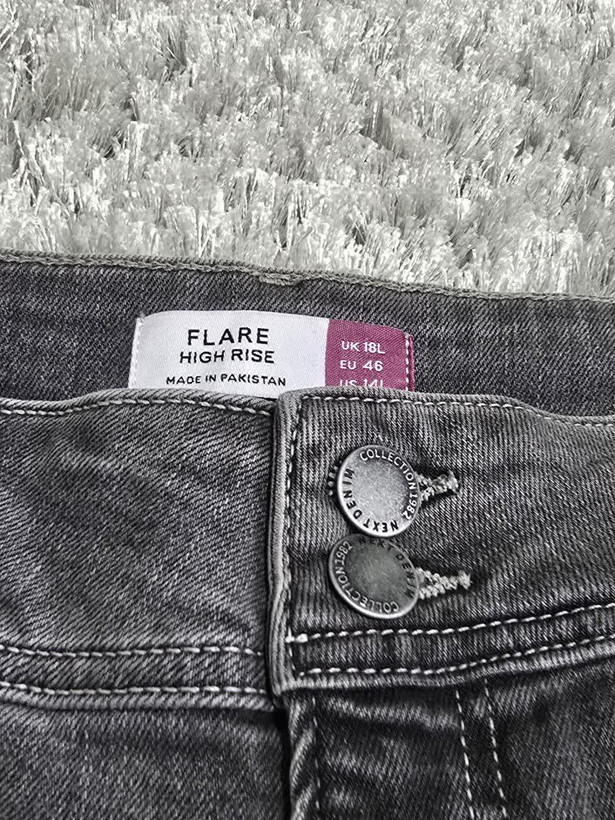 FLARE
HIGH RISE
MADE IN PAKISTAN
UK 18L
EU 46
US 14L
COLLECTION 1982 NEXT DENIM
COLLECTION 1982 NEXT DENIM